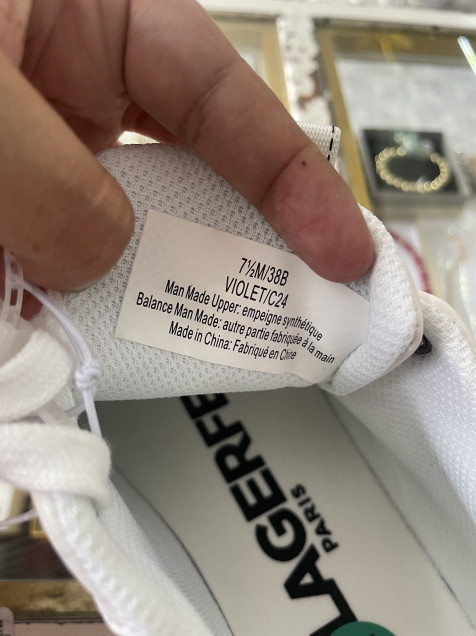 7½M/38B
VIOLET/C24
Man Made Upper: empeigne synthétique
Balance Man Made: autre partie fabriquée à la main
Made in China: Fabriqué en Chine
LAGERFE
PARIS